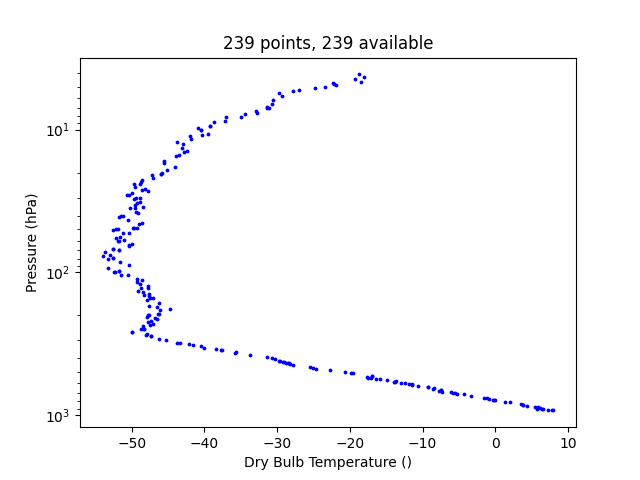 239 points, 239 available
10¹
10²
10³
Pressure (hPa)
−50 −40 −30 −20 −10 0 10
Dry Bulb Temperature ()